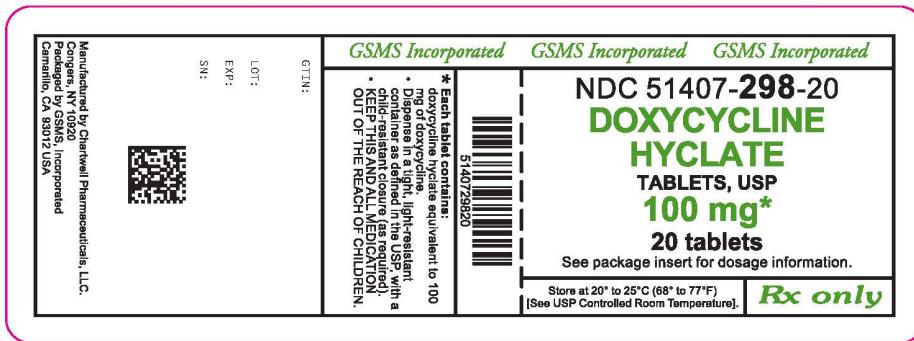 GSMS Incorporated GSMS Incorporated GSMS Incorporated
NDC 51407-298-20
DOXYCYCLINE
HYCLATE
TABLETS, USP
100 mg*
20 tablets
See package insert for dosage information.
Store at 20° to 25°C (68° to 77°F)
[See USP Controlled Room Temperature].
Rx only
5140729820
* Each tablet contains:
doxycycline hyclate equivalent to 100
mg of doxycycline.
• Dispense in a tight, light-resistant
container as defined in the USP, with a
child-resistant closure (as required).
• KEEP THIS AND ALL MEDICATION
OUT OF THE REACH OF CHILDREN.
GTIN:
LOT:
EXP:
SN:
Manufactured by Chartwell Pharmaceuticals, LLC.
Congers, NY 10920
Packaged by GSMS, Incorporated
Camarillo, CA 93012 USA